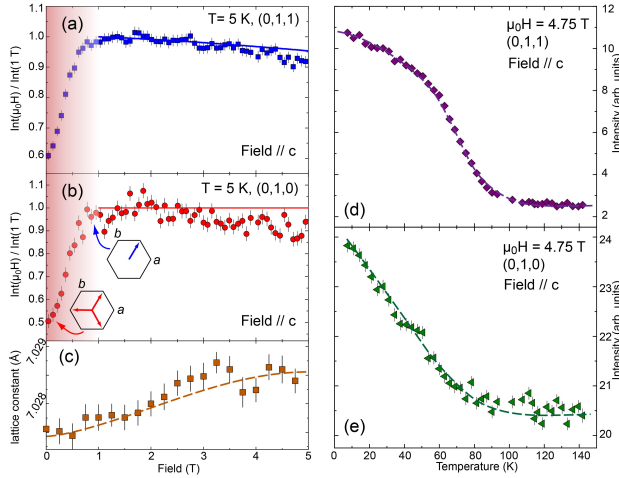 (a)
T= 5 K, (0,1,1)
Int(μ₀H) / Int(1 T)
1.1
1.0
0.9
0.8
0.7
0.6
Field // c
(b)
T = 5 K, (0,1,0)
Int(μ₀H) / Int(1 T)
1.1
1.0
0.9
0.8
0.7
0.6
0.5
b
a
b
a
Field // c
(c)
lattice constant (Å)
7.029
7.028
0
1
2
3
4
5
Field (T)
μ₀H = 4.75 T
(0,1,1)
Field // c
(d)
10
8
6
4
2
Intensity (arb. units)
μ₀H = 4.75 T
(0,1,0)
Field // c
(e)
24
23
22
21
20
Intensity (arb. units)
0
20
40
60
80
100
120
140
Temperature (K)